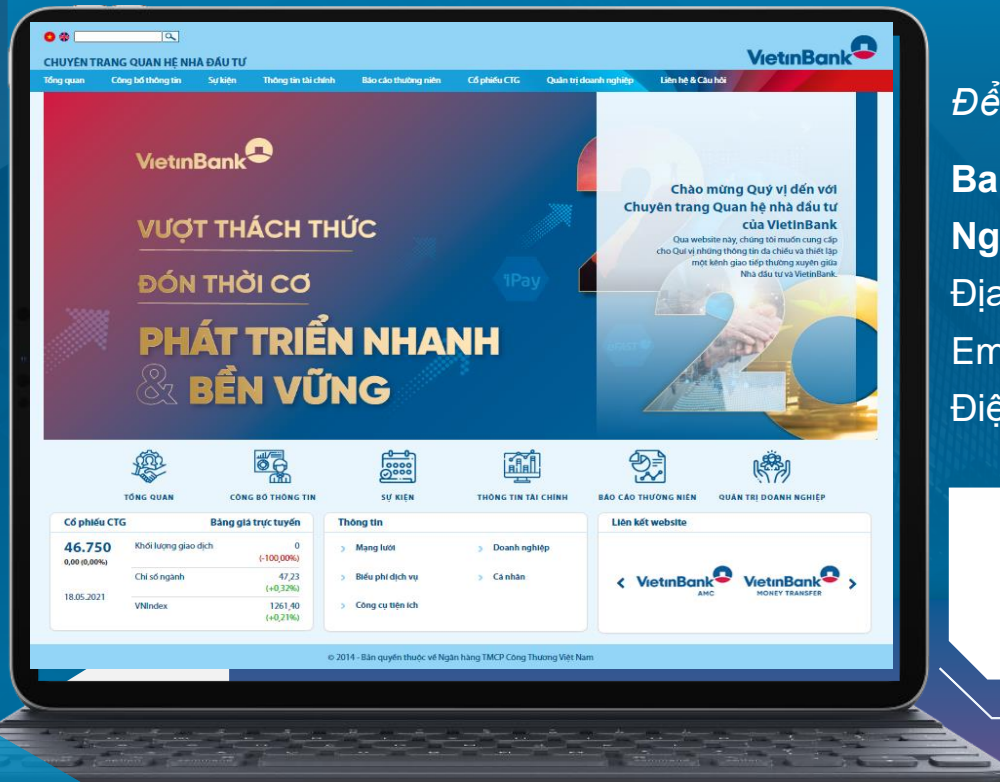 CHUYÊN TRANG QUAN HỆ NHÀ ĐẦU TƯ
VietinBank
Tổng quan Công bố thông tin Sự kiện Thông tin tài chính Báo cáo thường niên Cổ phiếu CTG Quản trị doanh nghiệp Liên hệ & Câu hỏi
VietinBank
VƯỢT THÁCH THỨC
ĐÓN THỜI CƠ
PHÁT TRIỂN NHANH
& BỀN VỮNG
iPay
Chào mừng Quý vị đến với
Chuyên trang Quan hệ nhà đầu tư
của VietinBank
Qua website này, chúng tôi muốn cung cấp
cho Quí vị những thông tin đa chiều và thiết lập
một kênh giao tiếp thường xuyên giữa
Nhà đầu tư và VietinBank.
TỔNG QUAN CÔNG BỐ THÔNG TIN SỰ KIỆN THÔNG TIN TÀI CHÍNH BÁO CÁO THƯỜNG NIÊN QUẢN TRỊ DOANH NGHIỆP
Cổ phiếu CTG Bảng giá trực tuyến
46.750
0,00 (0,00%)
18.05.2021
Khối lượng giao dịch 0
(-100,00%)
Chỉ số ngành 47,23
(+0,32%)
VNIndex 1261,40
(+0,21%)
Thông tin
Mạng lưới Doanh nghiệp
Biểu phí dịch vụ Cá nhân
Công cụ tiện ích
Liên kết website
VietinBank AMC
VietinBank MONEY TRANSFER
© 2014 - Bản quyền thuộc về Ngân hàng TMCP Công Thương Việt Nam
Để
Ba
Ng
Địa
Em
Điệ